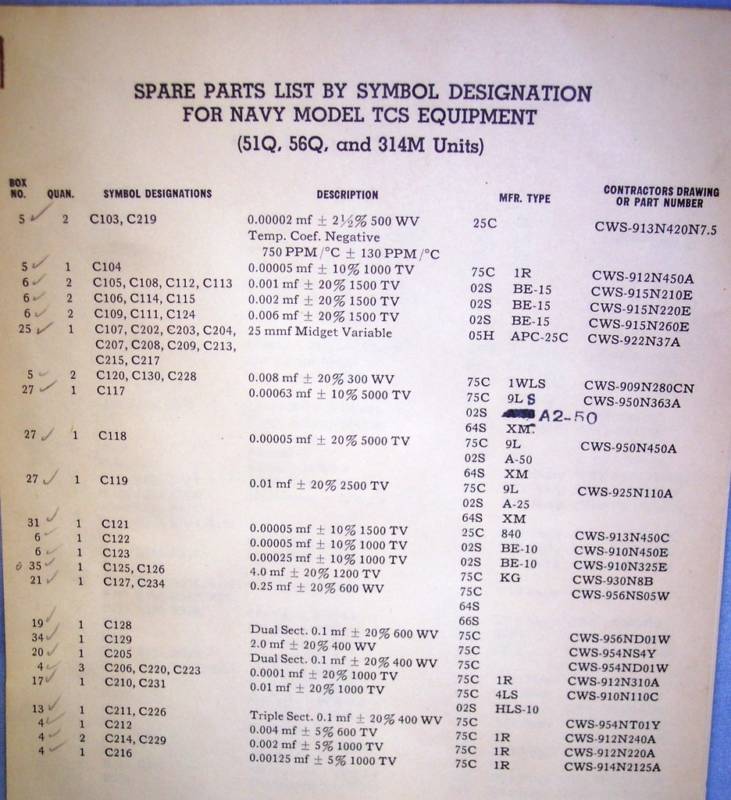 SPARE PARTS LIST BY SYMBOL DESIGNATION
FOR NAVY MODEL TCS EQUIPMENT
(51Q, 56Q, and 314M Units)
BOX NO. QUAN. SYMBOL DESIGNATIONS DESCRIPTION MFR. TYPE CONTRACTORS DRAWING OR PART NUMBER
5 2 C103, C219 0.00002 mf ± 2½% 500 WV 25C CWS-913N420N7.5
Temp. Coef. Negative
750 PPM/°C ± 130 PPM/°C
5 1 C104 0.00005 mf ± 10% 1000 TV 75C 1R CWS-912N450A
6 2 C105, C108, C112, C113 0.001 mf ± 20% 1500 TV 02S BE-15 CWS-915N210E
6 2 C106, C114, C115 0.002 mf ± 20% 1500 TV 02S BE-15 CWS-915N220E
6 2 C109, C111, C124 0.006 mf ± 20% 1500 TV 02S BE-15 CWS-915N260E
25 1 C107, C202, C203, C204, 25 mmf Midget Variable 05H APC-25C CWS-922N37A
C207, C208, C209, C213,
C215, C217
5 2 C120, C130, C228 0.008 mf ± 20% 300 WV 75C 1WLS CWS-909N280CN
27 1 C117 0.00063 mf ± 10% 5000 TV 75C 9L S CWS-950N363A
02S A2-50
64S XM
27 1 C118 0.00005 mf ± 20% 5000 TV 75C 9L CWS-950N450A
02S A-50
64S XM
27 1 C119 0.01 mf ± 20% 2500 TV 75C 9L CWS-925N110A
02S A-25
64S XM
31 1 C121 0.00005 mf ± 10% 1500 TV 25C 840 CWS-913N450C
6 1 C122 0.00005 mf ± 10% 1000 TV 02S BE-10 CWS-910N450E
6 1 C123 0.00025 mf ± 10% 1000 TV 02S BE-10 CWS-910N325E
35 1 C125, C126 4.0 mf ± 20% 1200 TV 75C KG CWS-930N8B
21 1 C127, C234 0.25 mf ± 20% 600 WV 75C CWS-956NS05W
64S
66S
19 1 C128 Dual Sect. 0.1 mf ± 20% 600 WV 75C CWS-956ND01W
34 1 C129 2.0 mf ± 20% 400 WV 75C CWS-954NS4Y
20 1 C205 Dual Sect. 0.1 mf ± 20% 400 WV 75C CWS-954ND01W
4 3 C206, C220, C223 0.0001 mf ± 20% 1000 TV 75C 1R CWS-912N310A
17 1 C210, C231 0.01 mf ± 20% 1000 TV 75C 4LS CWS-910N110C
02S HLS-10
13 1 C211, C226 Triple Sect. 0.1 mf ± 20% 400 WV 75C CWS-954NT01Y
4 1 C212 0.004 mf ± 5% 600 TV 75C 1R CWS-912N240A
4 2 C214, C229 0.002 mf ± 5% 1000 TV 75C 1R CWS-912N220A
4 1 C216 0.00125 mf ± 5% 1000 TV 75C 1R CWS-914N2125A